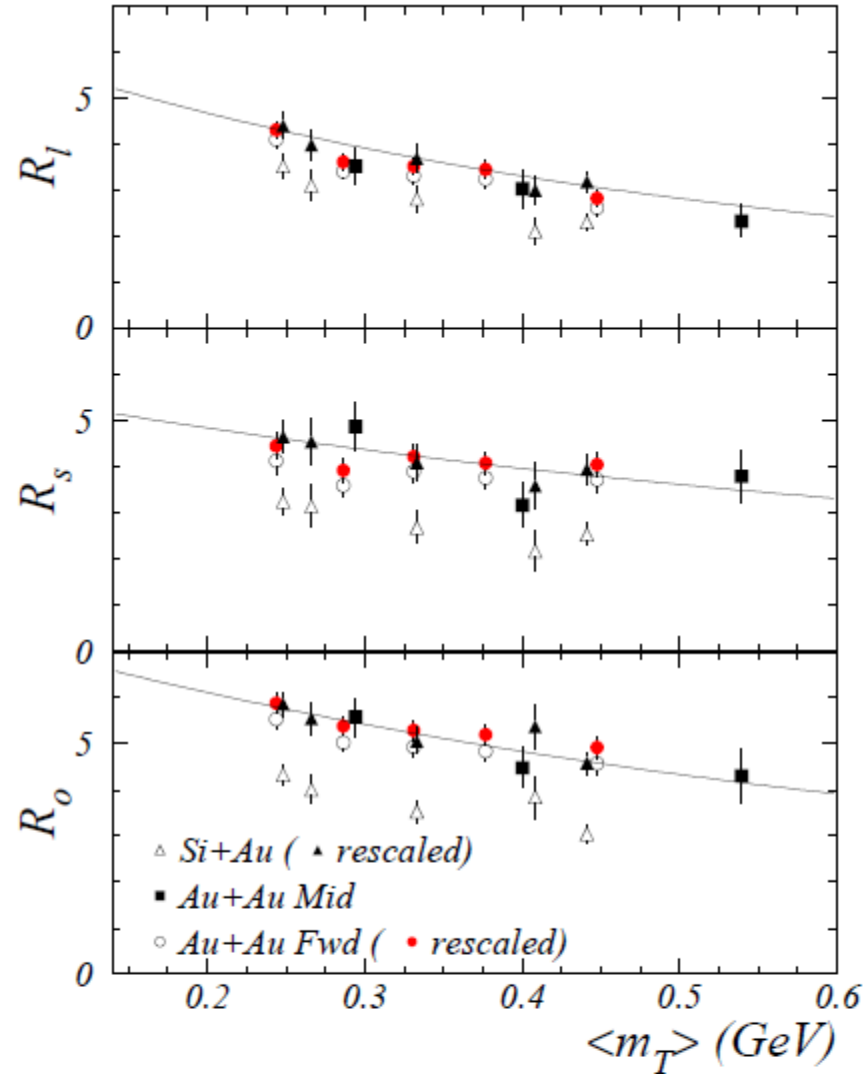 R_l
5
0
R_s
5
0
R_o
5
0
△ Si+Au ( ▲ rescaled)
■ Au+Au Mid
○ Au+Au Fwd ( ● rescaled)
0.2 0.3 0.4 0.5 0.6
<m_T> (GeV)